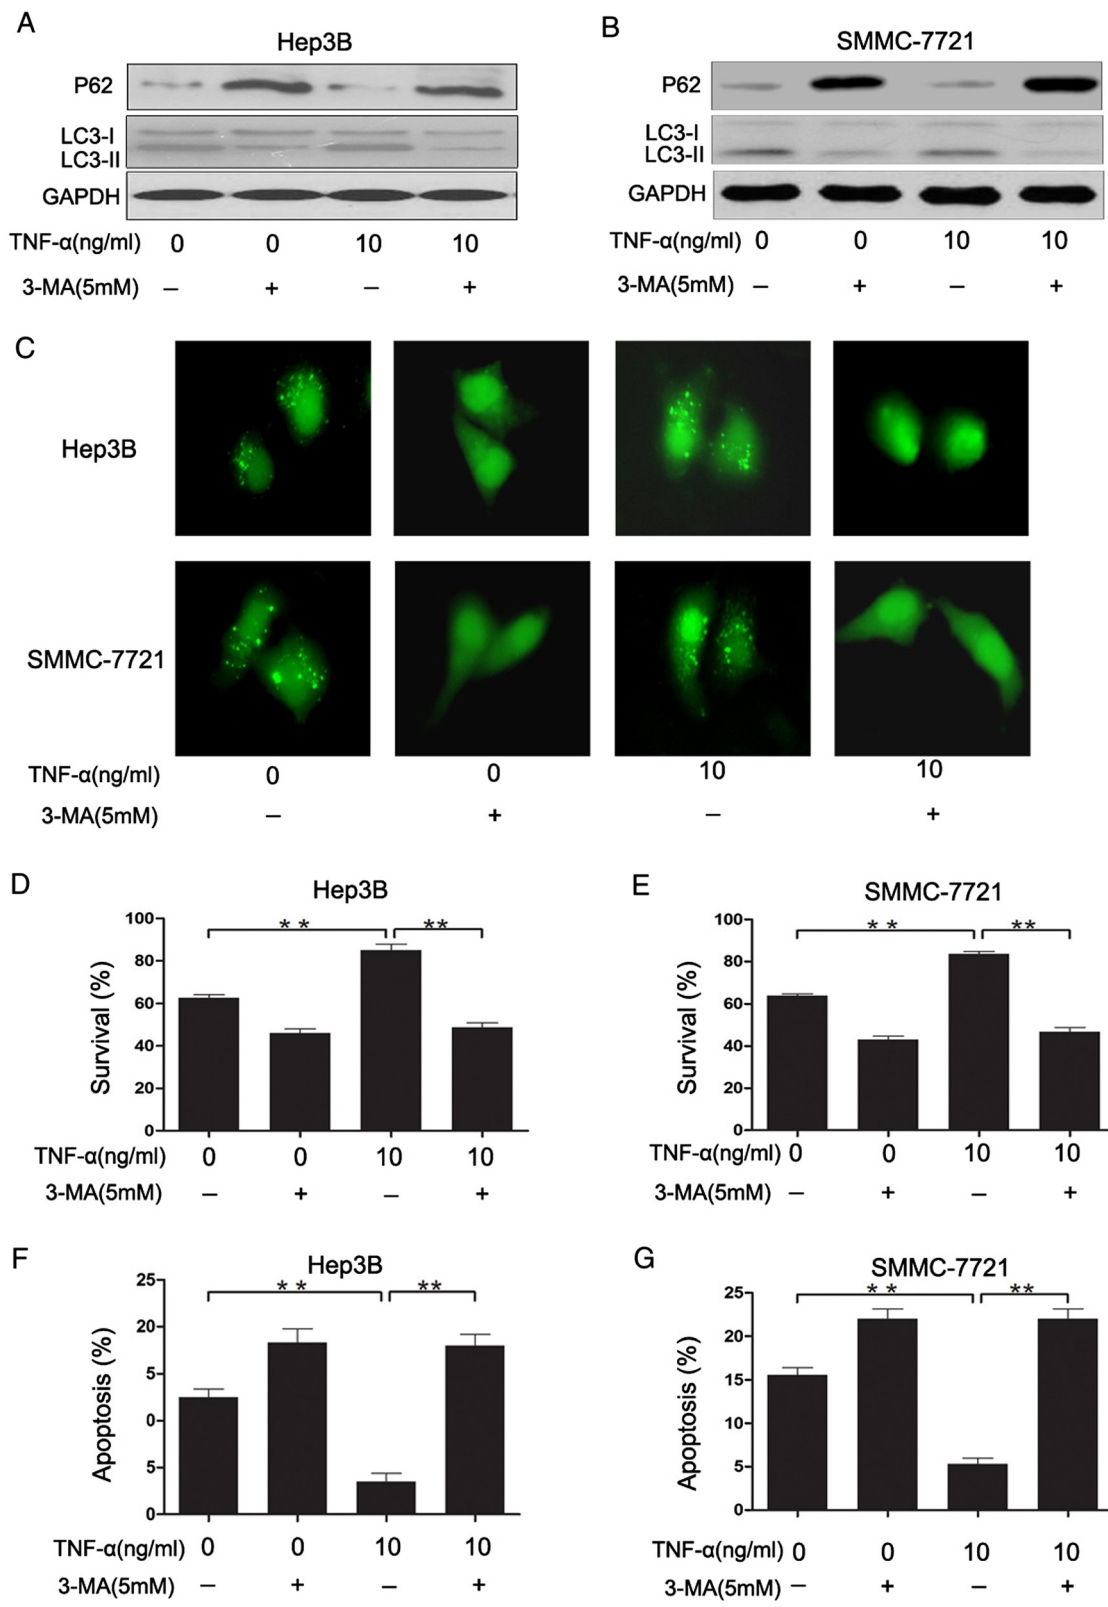 A
Hep3B
P62
LC3-I
LC3-II
GAPDH
TNF-α(ng/ml) 0 0 10 10
3-MA(5mM) – + – +
B
SMMC-7721
P62
LC3-I
LC3-II
GAPDH
TNF-α(ng/ml) 0 0 10 10
3-MA(5mM) – + – +
C
Hep3B
SMMC-7721
TNF-α(ng/ml) 0 0 10 10
3-MA(5mM) – + – +
D
Hep3B
Survival (%)
100
80
60
40
20
0
* *
**
TNF-α(ng/ml) 0 0 10 10
3-MA(5mM) – + – +
E
SMMC-7721
Survival (%)
100
80
60
40
20
0
* *
**
TNF-α(ng/ml) 0 0 10 10
3-MA(5mM) – + – +
F
Hep3B
Apoptosis (%)
25
20
5
0
5
0
* *
**
TNF-α(ng/ml) 0 0 10 10
3-MA(5mM) – + – +
G
SMMC-7721
Apoptosis (%)
25
20
15
10
5
0
* *
**
TNF-α(ng/ml) 0 0 10 10
3-MA(5mM) – + – +